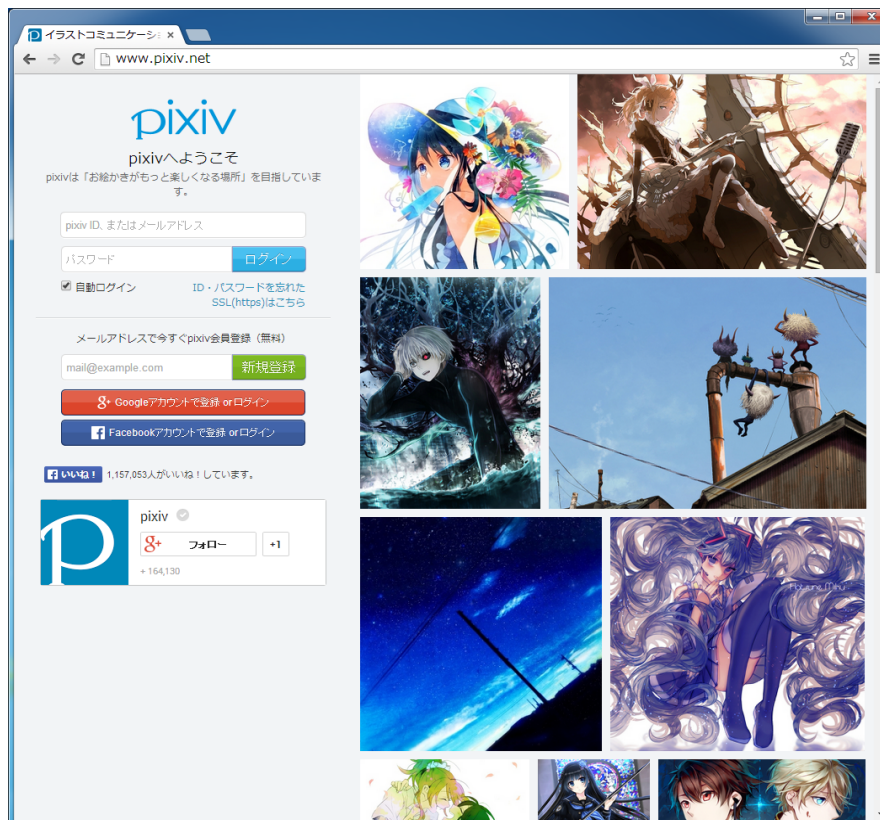 イラストコミュニケーシ
www.pixiv.net
pixiv
pixivへようこそ
pixivは「お絵かきがもっと楽しくなる場所」を目指していま
す。
pixiv ID、またはメールアドレス
パスワード
ログイン
自動ログイン
ID・パスワードを忘れた
SSL(https)はこちら
メールアドレスで今すぐpixiv会員登録（無料）
mail@example.com
新規登録
Googleアカウントで登録 orログイン
Facebookアカウントで登録 orログイン
いいね！ 1,157,053人がいいね！しています。
pixiv
フォロー
+1
+ 164,130
Hatsune Miku